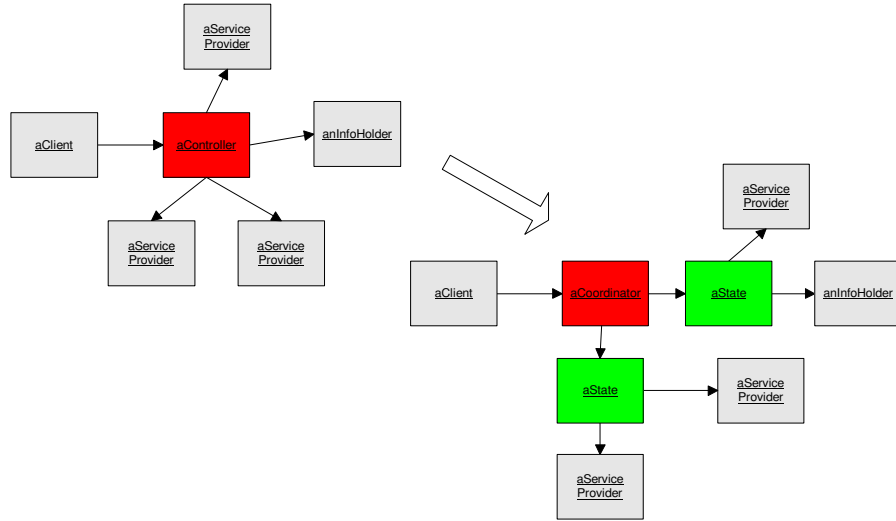 aService
Provider
aClient
aController
anInfoHolder
aService
Provider
aService
Provider
aService
Provider
aClient
aCoordinator
aState
anInfoHolder
aState
aService
Provider
aService
Provider